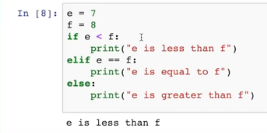 In [8]: e = 7
f = 8
if e < f:
    print("e is less than f")
elif e == f:
    print("e is equal to f")
else:
    print("e is greater than f")
e is less than f